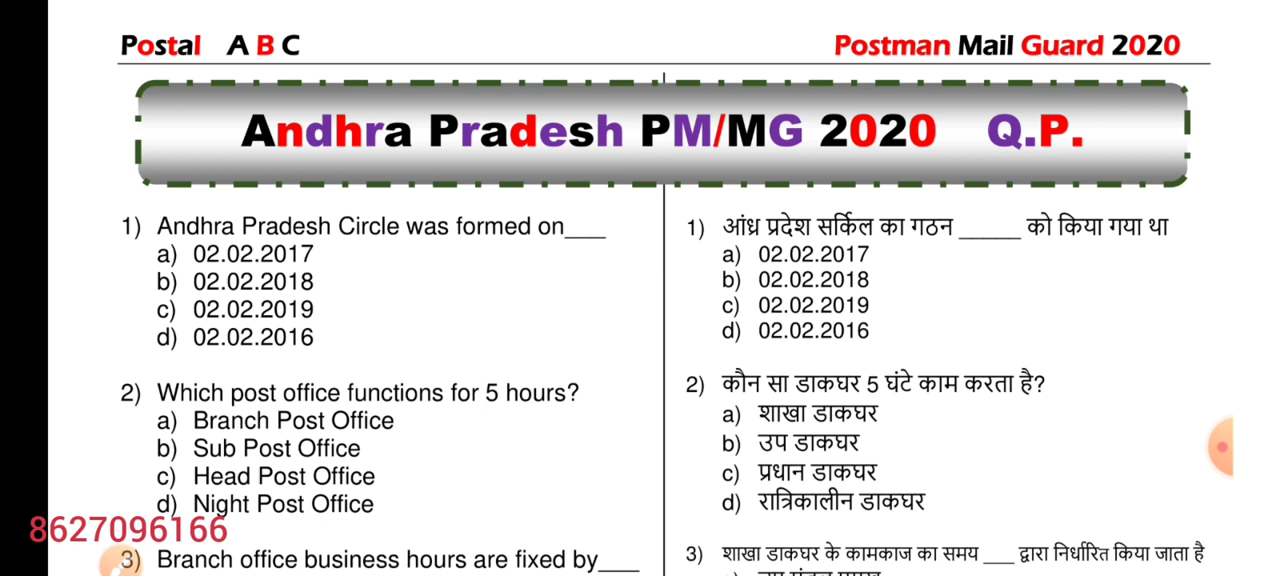 Postal A B C
Postman Mail Guard 2020
Andhra Pradesh PM/MG 2020 Q.P.
1) Andhra Pradesh Circle was formed on___
a) 02.02.2017
b) 02.02.2018
c) 02.02.2019
d) 02.02.2016
2) Which post office functions for 5 hours?
a) Branch Post Office
b) Sub Post Office
c) Head Post Office
d) Night Post Office
8627096166
3) Branch office business hours are fixed by___
1) आंध्र प्रदेश सर्किल का गठन _____ को किया गया था
a) 02.02.2017
b) 02.02.2018
c) 02.02.2019
d) 02.02.2016
2) कौन सा डाकघर 5 घंटे काम करता है?
a) शाखा डाकघर
b) उप डाकघर
c) प्रधान डाकघर
d) रात्रिकालीन डाकघर
3) शाखा डाकघर के कामकाज का समय ___ द्वारा निर्धारित किया जाता है